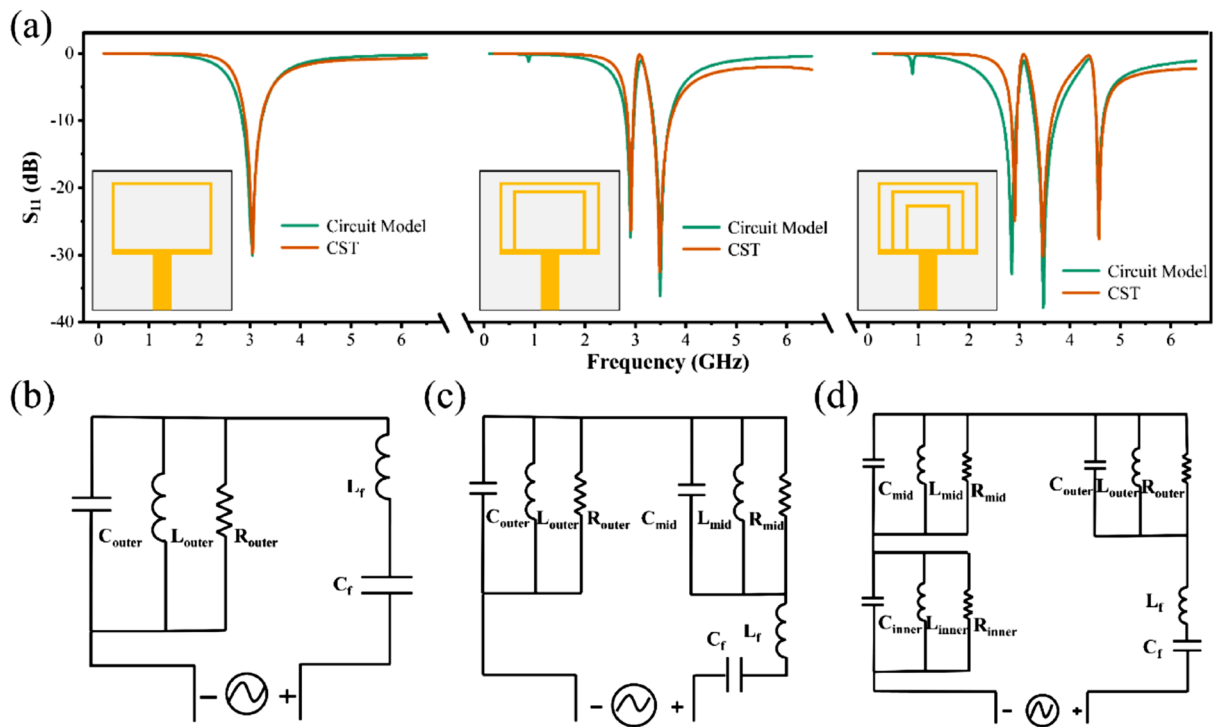 (a)
S11 (dB)
0
-10
-20
-30
-40
Circuit Model
CST
Circuit Model
CST
Circuit Model
CST
0 1 2 3 4 5 6 0 1 2 3 4 5 6 0 1 2 3 4 5 6
Frequency (GHz)
(b)
Couter Louter Router
Lf
Cf
- +
(c)
Couter Louter Router Cmid Lmid Rmid
Cf Lf
- +
(d)
Cmid Lmid Rmid
Couter Louter Router
Cinner Linner Rinner
Lf
Cf
- +